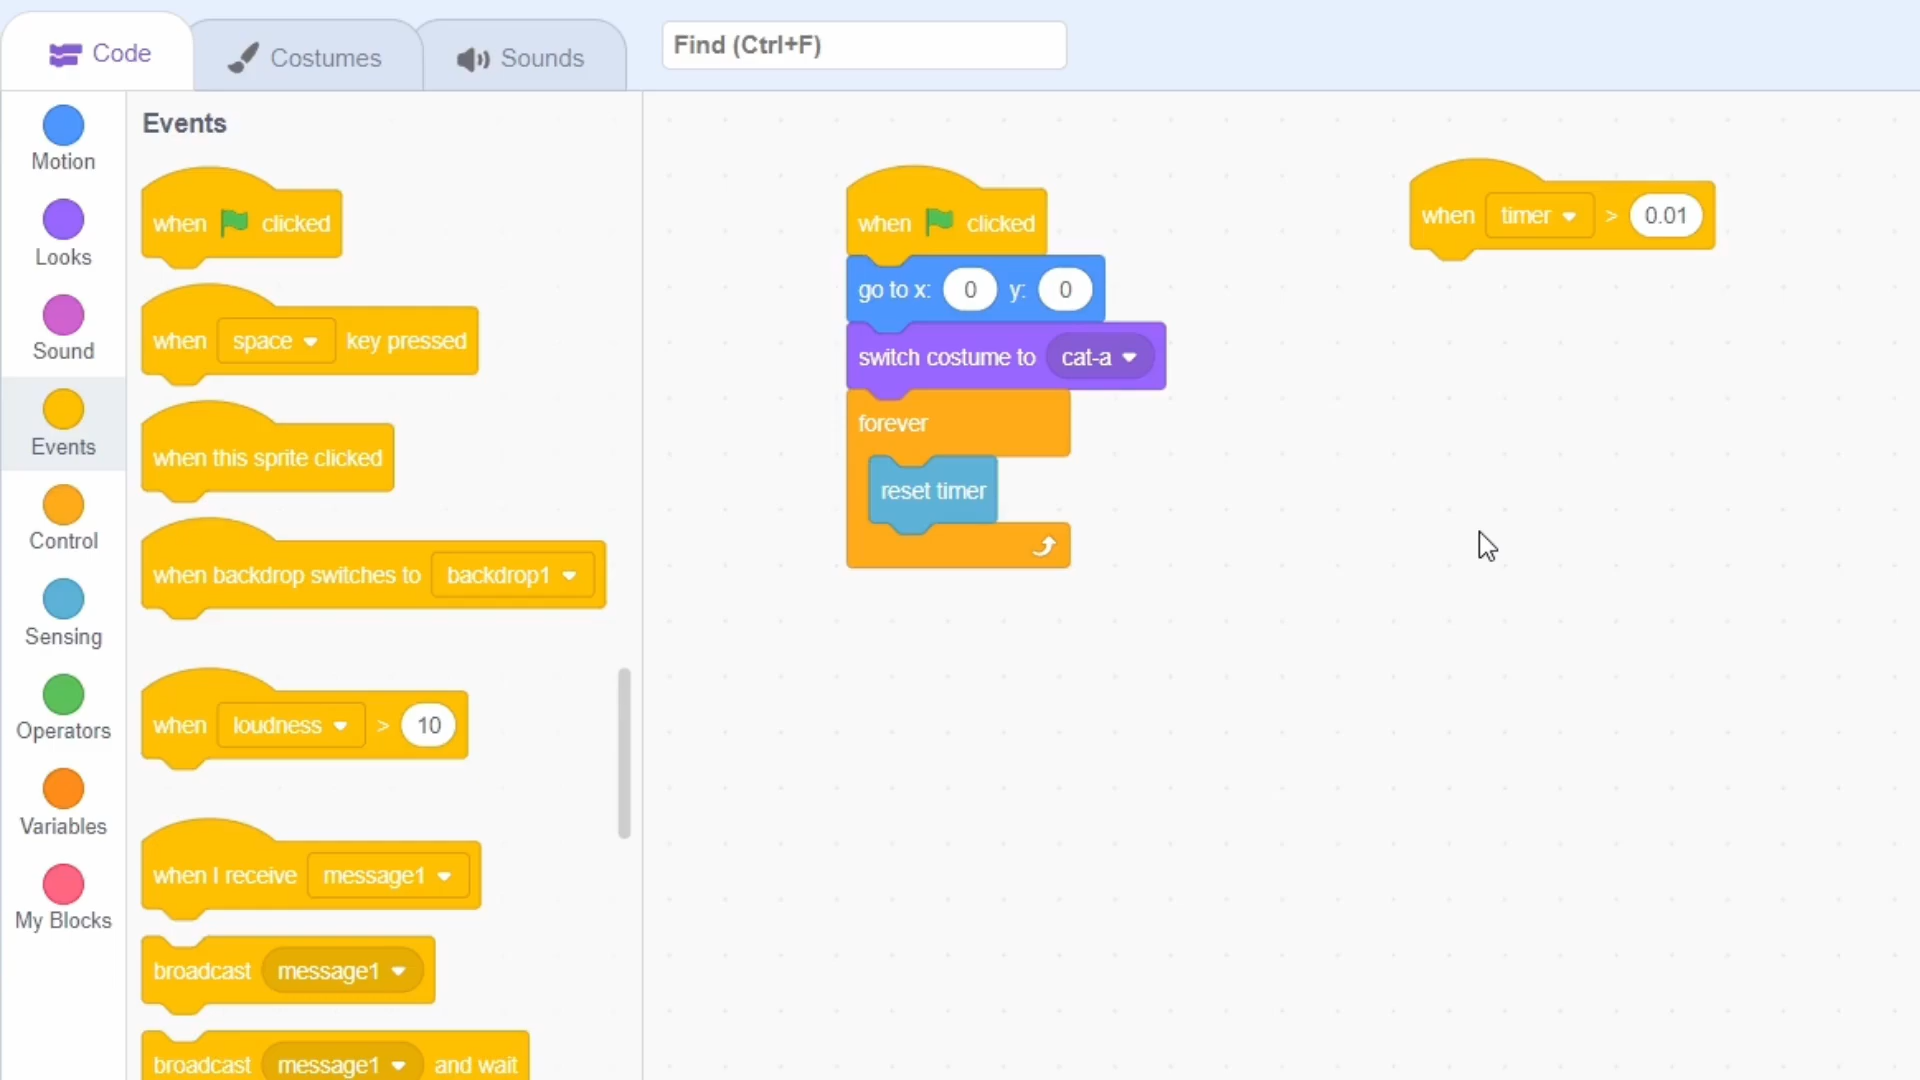 Code
Costumes
Sounds
Find (Ctrl+F)
Motion
Looks
Sound
Events
Control
Sensing
Operators
Variables
My Blocks
Events
when clicked
when space key pressed
when this sprite clicked
when backdrop switches to backdrop1
when loudness > 10
when I receive message1
broadcast message1
broadcast message1 and wait
when clicked
go to x: 0 y: 0
switch costume to cat-a
forever
reset timer
when timer > 0.01